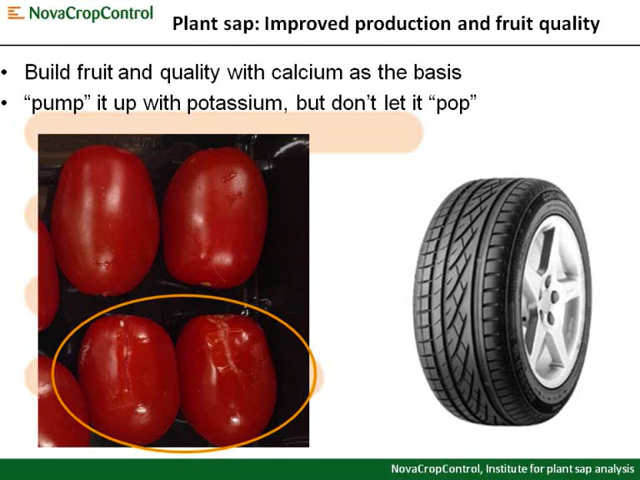 NovaCropControl
Plant sap: Improved production and fruit quality
• Build fruit and quality with calcium as the basis
• “pump” it up with potassium, but don’t let it “pop”
NovaCropControl, Institute for plant sap analysis